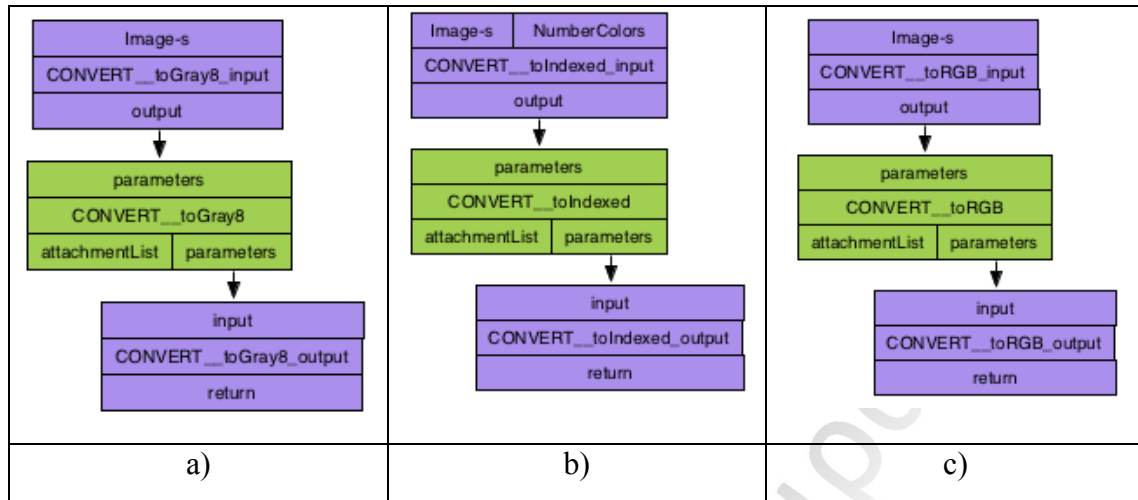 Image-s
CONVERT__toGray8_input
output
parameters
CONVERT__toGray8
attachmentList parameters
input
CONVERT__toGray8_output
return
a)
Image-s NumberColors
CONVERT__toIndexed_input
output
parameters
CONVERT__toIndexed
attachmentList parameters
input
CONVERT__toIndexed_output
return
b)
Image-s
CONVERT__toRGB_input
output
parameters
CONVERT__toRGB
attachmentList parameters
input
CONVERT__toRGB_output
return
c)